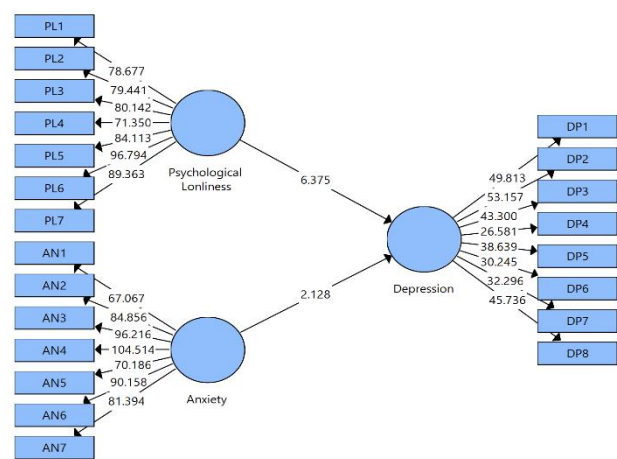 PL1
PL2
PL3
PL4
PL5
PL6
PL7
78.677
79.441
80.142
71.350
84.113
96.794
89.363
Psychological
Lonliness
6.375
AN1
AN2
AN3
AN4
AN5
AN6
AN7
67.067
84.856
96.216
104.514
70.186
90.158
81.394
Anxiety
2.128
Depression
49.813
53.157
43.300
26.581
38.639
30.245
32.296
45.736
DP1
DP2
DP3
DP4
DP5
DP6
DP7
DP8